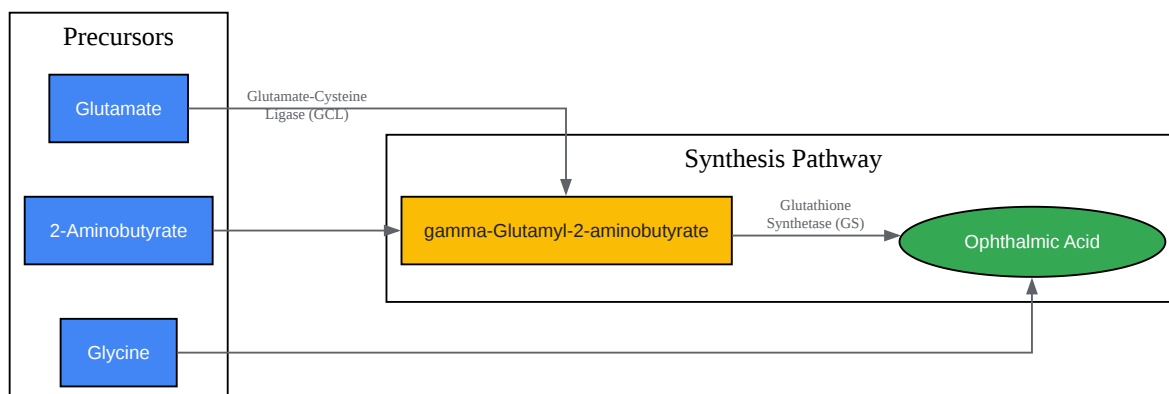 Precursors
Glutamate
Glutamate-Cysteine
Ligase (GCL)
Synthesis Pathway
2-Aminobutyrate
gamma-Glutamyl-2-aminobutyrate
Glutathione
Synthetase (GS)
Ophthalmic Acid
Glycine